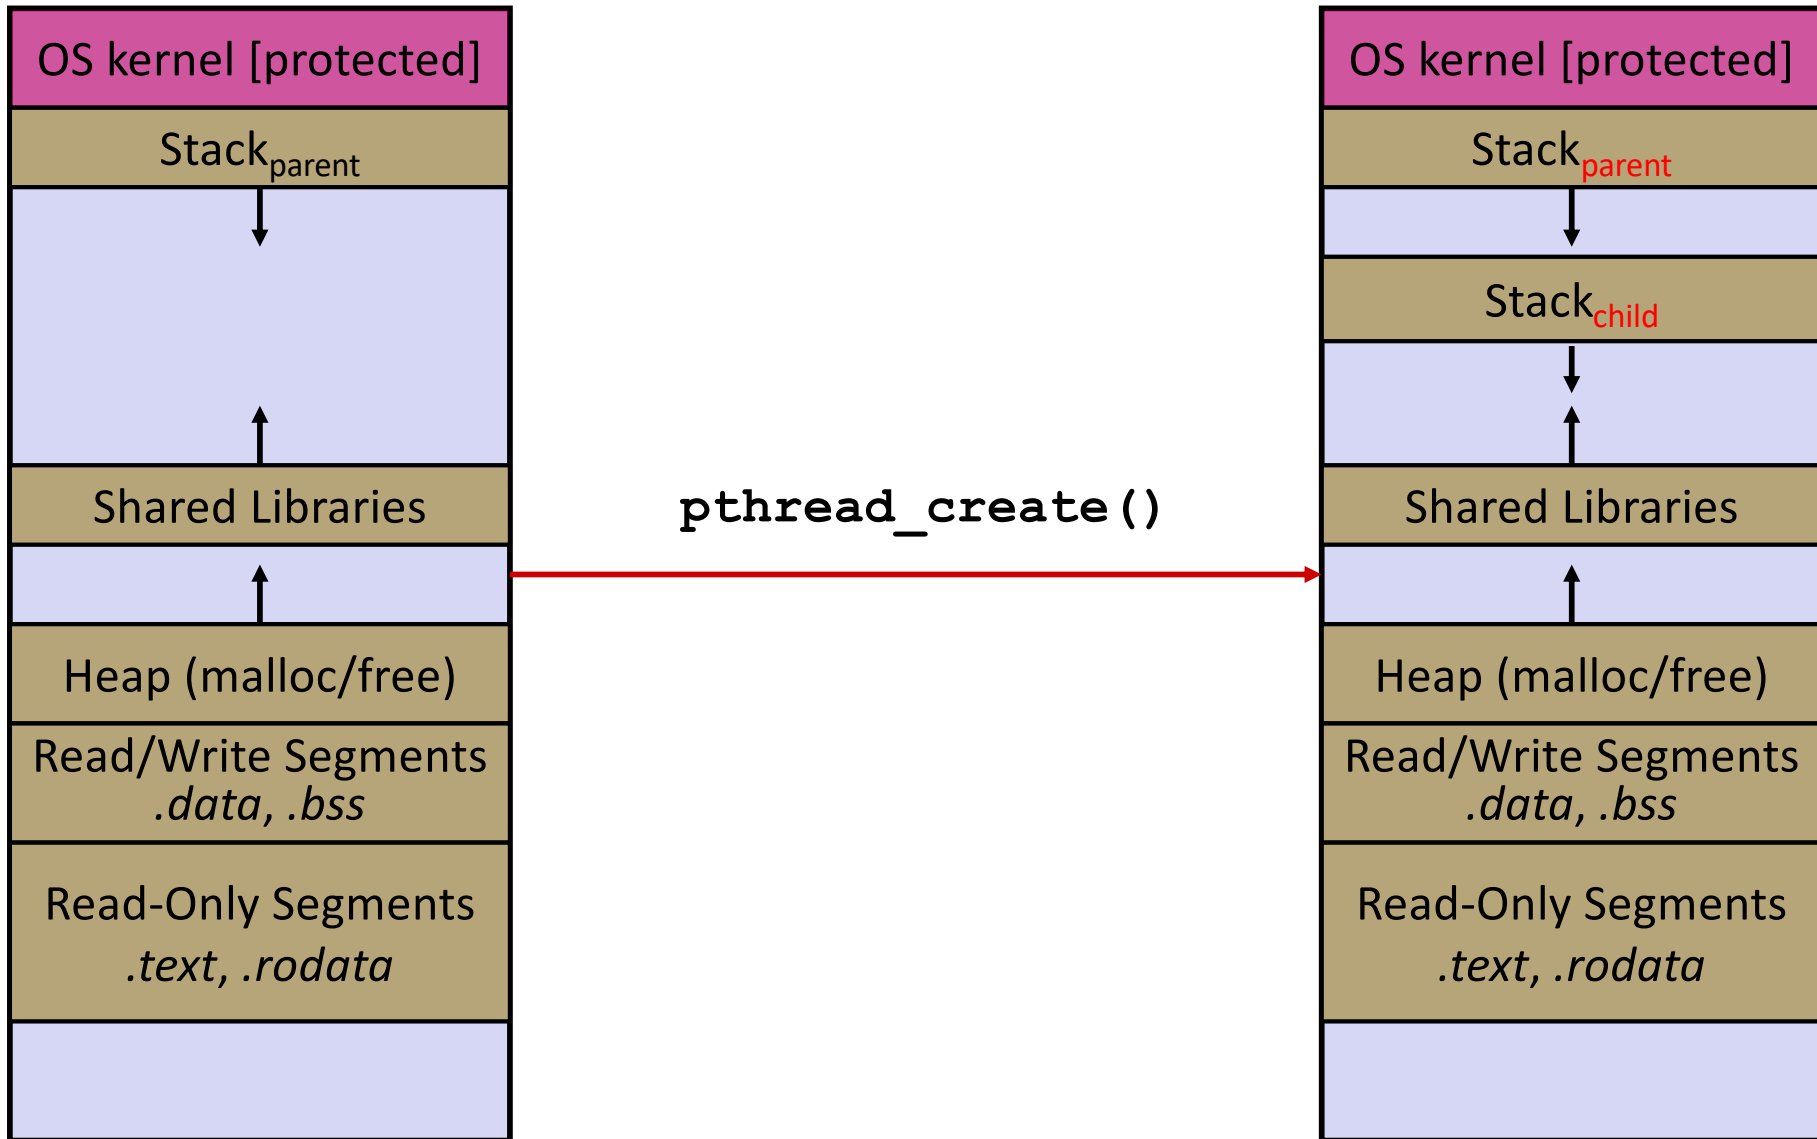 OS kernel [protected]
Stackparent
Shared Libraries
Heap (malloc/free)
Read/Write Segments
.data, .bss
Read-Only Segments
.text, .rodata
pthread_create()
OS kernel [protected]
Stackparent
Stackchild
Shared Libraries
Heap (malloc/free)
Read/Write Segments
.data, .bss
Read-Only Segments
.text, .rodata